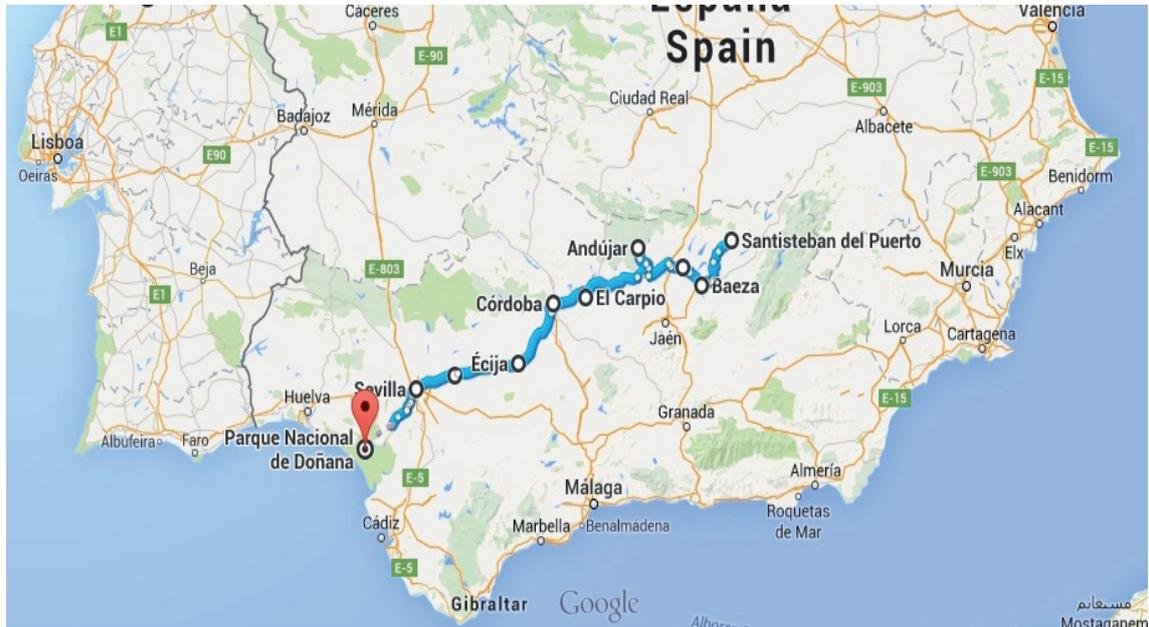 España
Spain
Cáceres
E1
E-90
Valencia
E-15
E-903
Ciudad Real
Badajoz
Mérida
Albacete
Lisboa
Oeiras
E90
E-15
E-903
Benidorm
Alacant
Elx
Andújar
Santisteban del Puerto
Murcia
Beja
E-803
E1
Baeza
El Carpio
Córdoba
Jaén
Lorca
Cartagena
Écija
Sevilla
Huelva
E-15
Granada
Albufeira
Faro
Parque Nacional
de Doñana
E-5
Almería
Málaga
Roquetas
de Mar
Cádiz
Marbella
Benalmádena
E-5
Gibraltar
Google
مستغانم
Mostaganem